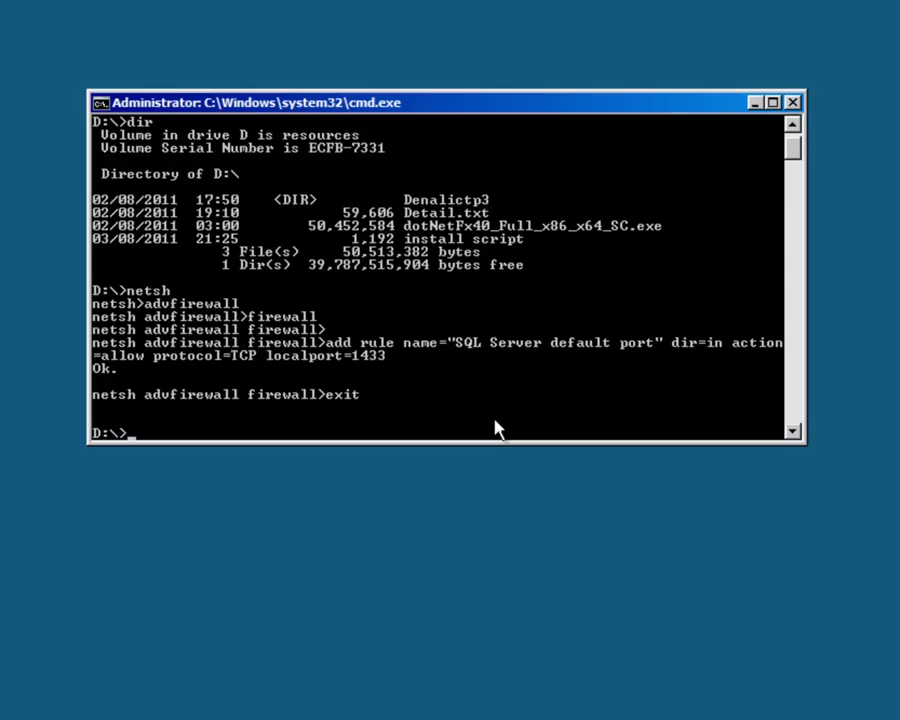 Administrator: C:\Windows\system32\cmd.exe
D:\>dir
Volume in drive D is resources
Volume Serial Number is ECFB-7331
Directory of D:\
02/08/2011 17:50 <DIR> Denalictp3
02/08/2011 19:10 59,606 Detail.txt
02/08/2011 03:00 50,452,584 dotNetFx40_Full_x86_x64_SC.exe
03/08/2011 21:25 1,192 install script
3 File(s) 50,513,382 bytes
1 Dir(s) 39,787,515,904 bytes free
D:\>netsh
netsh>advfirewall
netsh advfirewall>firewall
netsh advfirewall firewall>
netsh advfirewall firewall>add rule name="SQL Server default port" dir=in action
=allow protocol=TCP localport=1433
Ok.
netsh advfirewall firewall>exit
D:\>_